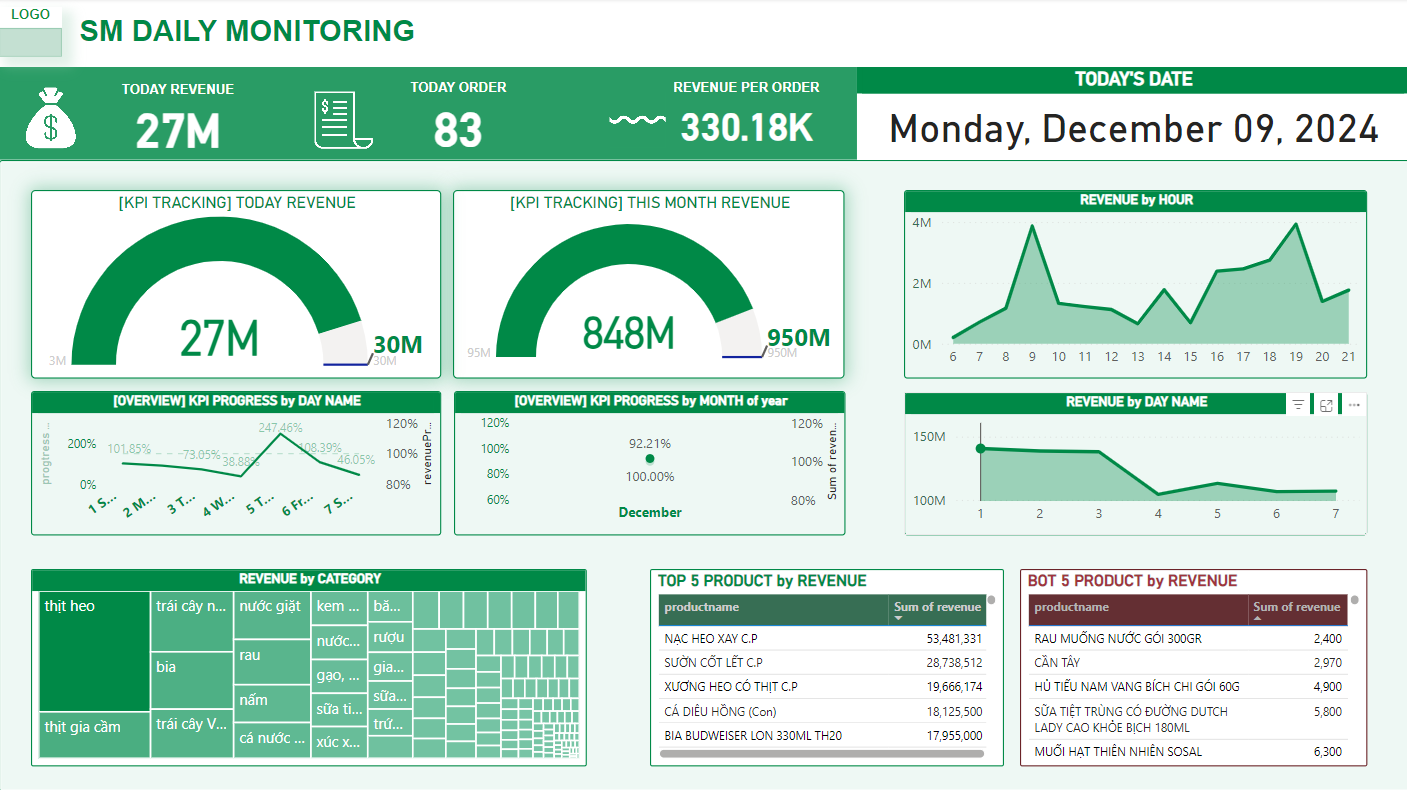 LOGO
SM DAILY MONITORING
TODAY REVENUE
27M
TODAY ORDER
83
REVENUE PER ORDER
330.18K
TODAY'S DATE
Monday, December 09, 2024
[KPI TRACKING] TODAY REVENUE
27M
3M
30M
30M
[KPI TRACKING] THIS MONTH REVENUE
848M
95M
950M
950M
REVENUE by HOUR
4M
2M
0M
6 7 8 9 10 11 12 13 14 15 16 17 18 19 20 21
[OVERVIEW] KPI PROGRESS by DAY NAME
progtress ...
200%
0%
101.85%
73.05%
38.88%
247.46%
108.39%
46.05%
120%
100%
80%
revenuePr...
1 S... 2 M... 3 T... 4 W... 5 T... 6 Fr... 7 S...
[OVERVIEW] KPI PROGRESS by MONTH of year
120%
100%
80%
60%
92.21%
100.00%
120%
100%
80%
Sum of reven...
December
REVENUE by DAY NAME
150M
100M
1 2 3 4 5 6 7
REVENUE by CATEGORY
thịt heo
thịt gia cầm
trái cây n...
bia
trái cây V...
nước giặt
rau
nấm
cá nước ...
kem ...
nước...
gạo, ...
sữa ti...
xúc x...
bă...
rượu
gia...
sữa...
trứ...
TOP 5 PRODUCT by REVENUE
productname Sum of revenue
NẠC HEO XAY C.P 53,481,331
SƯỜN CỐT LẾT C.P 28,738,512
XƯƠNG HEO CÓ THỊT C.P 19,666,174
CÁ DIÊU HỒNG (Con) 18,125,500
BIA BUDWEISER LON 330ML TH20 17,955,000
BOT 5 PRODUCT by REVENUE
productname Sum of revenue
RAU MUỐNG NƯỚC GÓI 300GR 2,400
CẦN TÂY 2,970
HỦ TIẾU NAM VANG BÍCH CHI GÓI 60G 4,900
SỮA TIỆT TRÙNG CÓ ĐƯỜNG DUTCH 5,800
LADY CAO KHỎE BỊCH 180ML
MUỐI HẠT THIÊN NHIÊN SOSAL 6,300